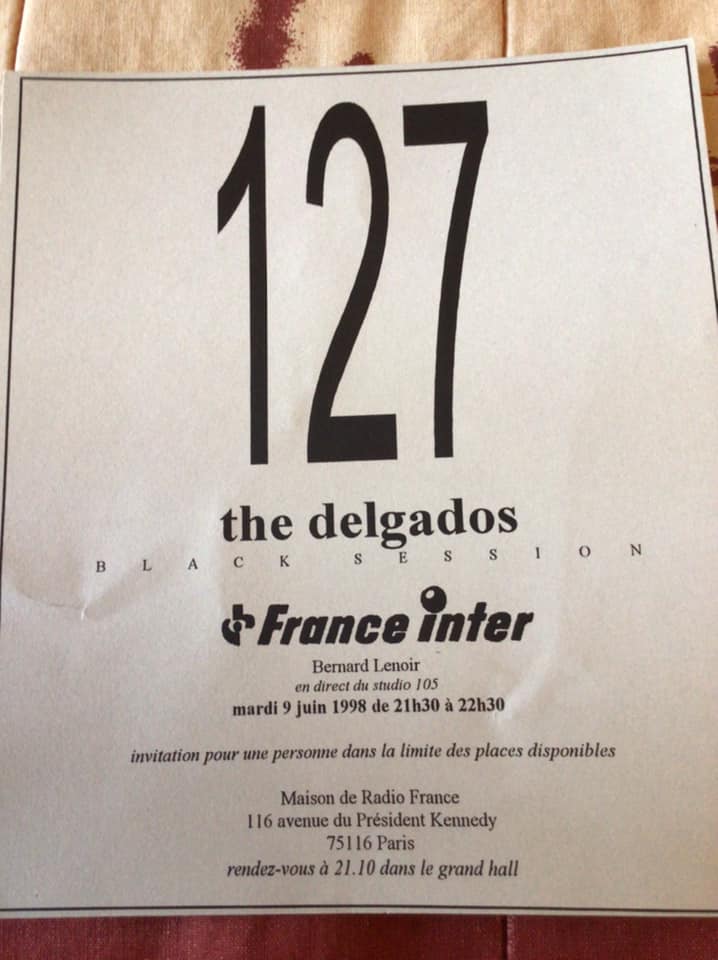 127
the delgados
BLACK SESSION
France inter
Bernard Lenoir
en direct du studio 105
mardi 9 juin 1998 de 21h30 à 22h30
invitation pour une personne dans la limite des places disponibles
Maison de Radio France
116 avenue du Président Kennedy
75116 Paris
rendez-vous à 21.10 dans le grand hall